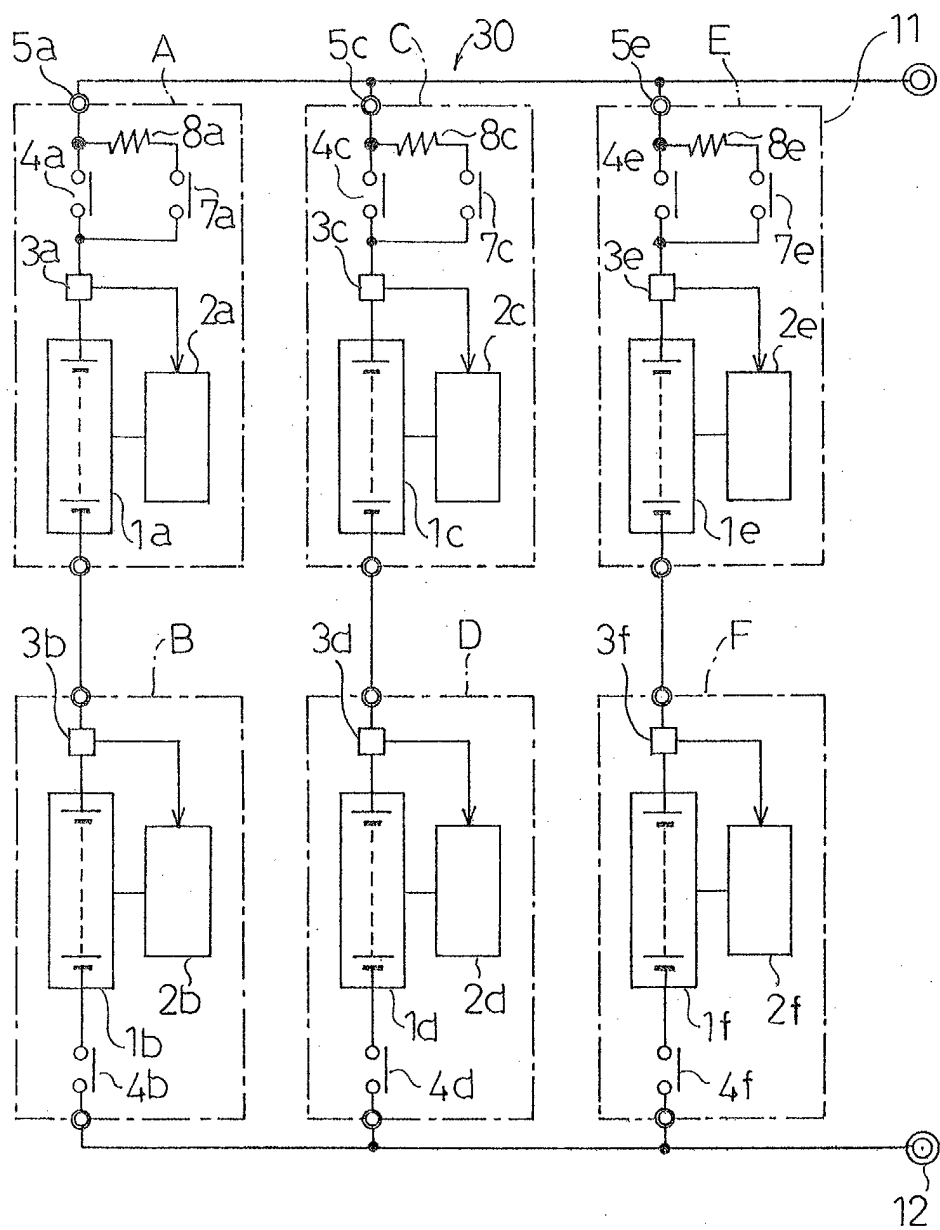 5a A 5c C 30 5e E 11
4a 8a 4c 8c 4e 8e
7a 7c 7e
3a 3c 3e
2a 2c 2e
1a 1c 1e
3b B 3d D 3f F
2b 2d 2f
1b 1d 1f
4b 4d 4f
12